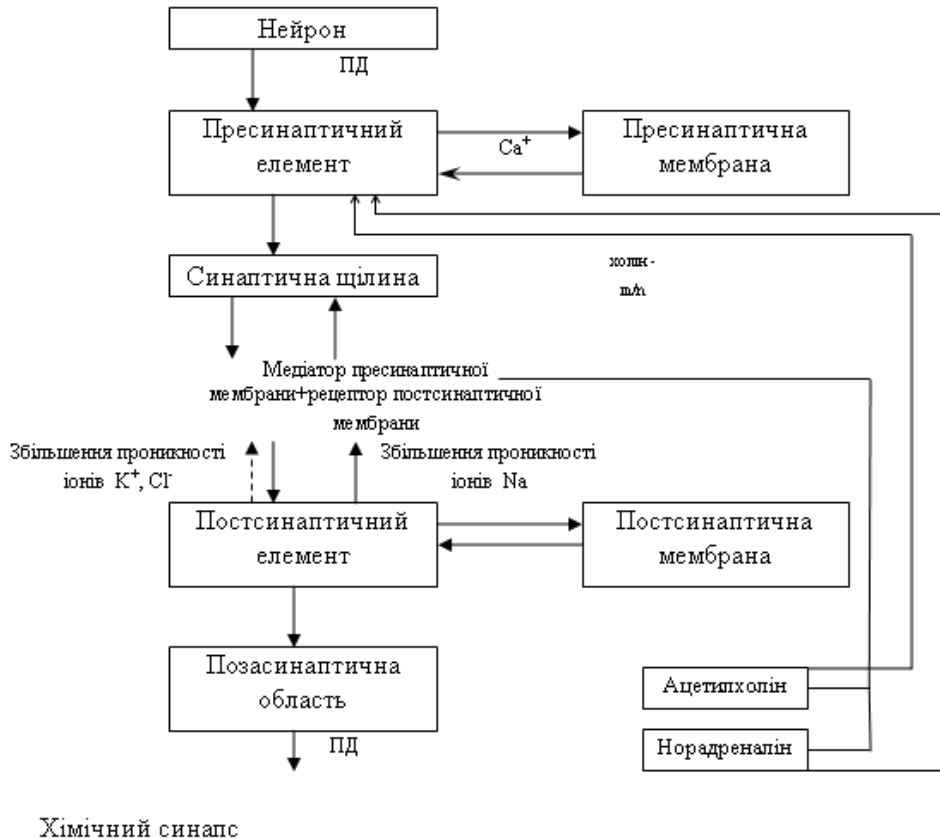 Нейрон
ПД
Пресинаптичний
елемент
Ca⁺
Пресинаптична
мембрана
Синаптична щілина
холін -
m/n
Медіатор пресинаптичної
мембрани+рецептор постсинаптичної
мембрани
Збільшення проникності
іонів K⁺, Cl⁻
Збільшення проникності
іонів Na
Постсинаптичний
елемент
Постсинаптична
мембрана
Позасинаптична
область
ПД
Ацетилхолін
Норадреналін
Хімічний синапс